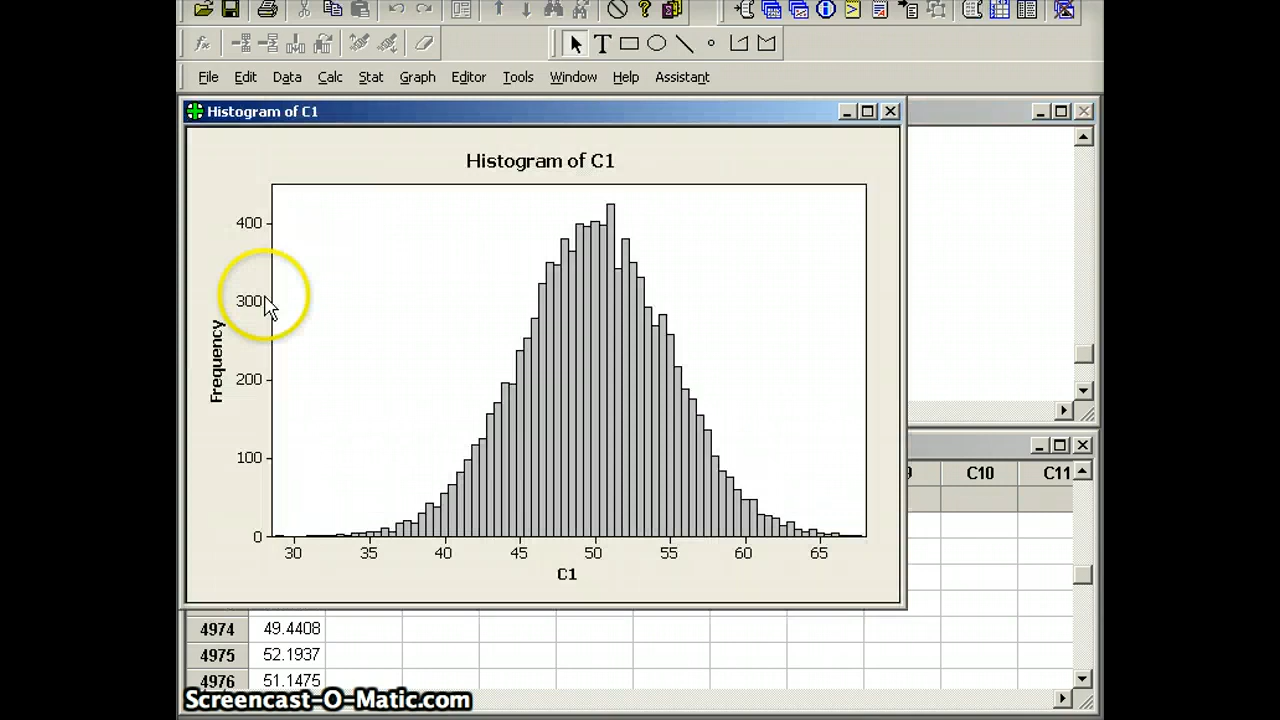 File Edit Data Calc Stat Graph Editor Tools Window Help Assistant
Histogram of C1
Histogram of C1
400
300
200
100
0
Frequency
30 35 40 45 50 55 60 65
C1
C10 C11
4974 49.4408
4975 52.1937
4976 51.1475
Screencast-O-Matic.com